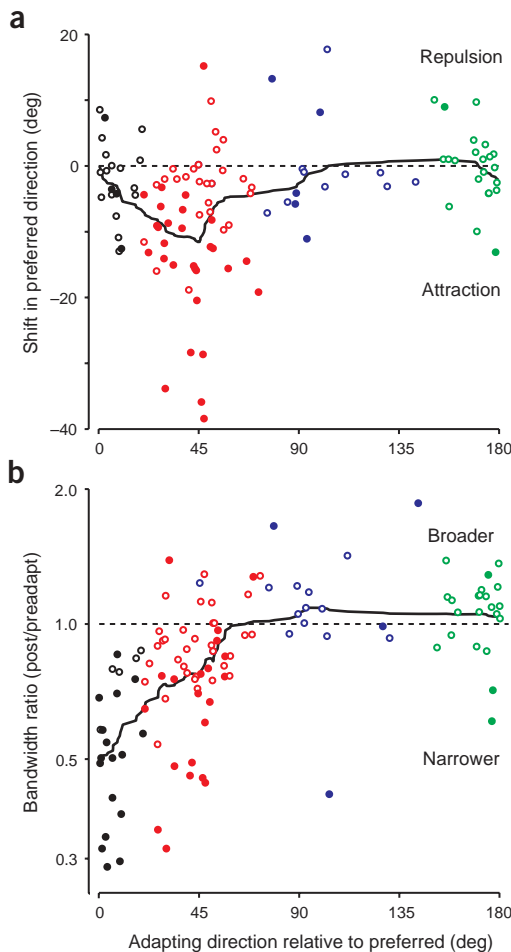 a
20
10
0
−20
−40
Shift in preferred direction (deg)
Repulsion
Attraction
0 45 90 135 180
b
2.0
1.0
0.5
0.3
Bandwidth ratio (post/preadapt)
Broader
Narrower
0 45 90 135 180
Adapting direction relative to preferred (deg)